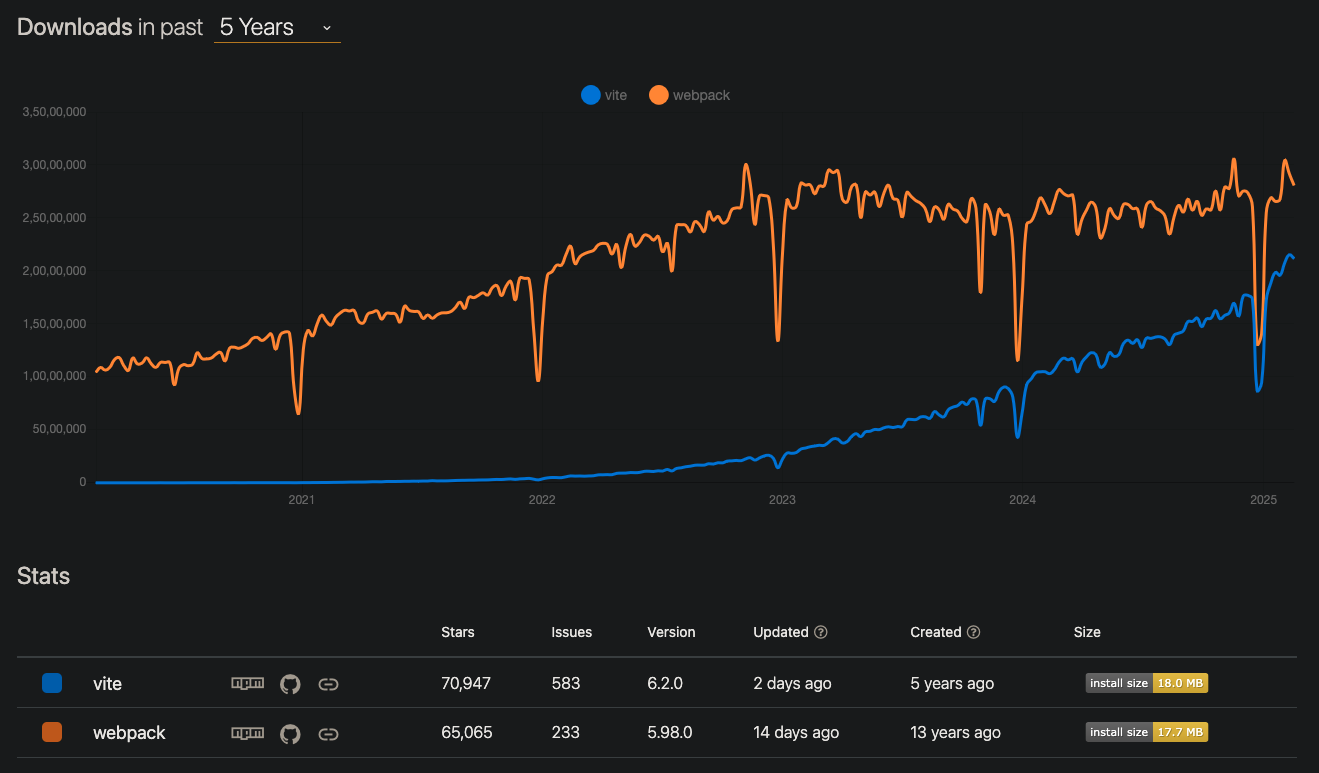 Downloads in past 5 Years
vite webpack
3,50,00,000
3,00,00,000
2,50,00,000
2,00,00,000
1,50,00,000
1,00,00,000
50,00,000
0
2021 2022 2023 2024 2025
Stats
Stars Issues Version Updated ? Created ? Size
vite npm 70,947 583 6.2.0 2 days ago 5 years ago install size 18.0 MB
webpack npm 65,065 233 5.98.0 14 days ago 13 years ago install size 17.7 MB